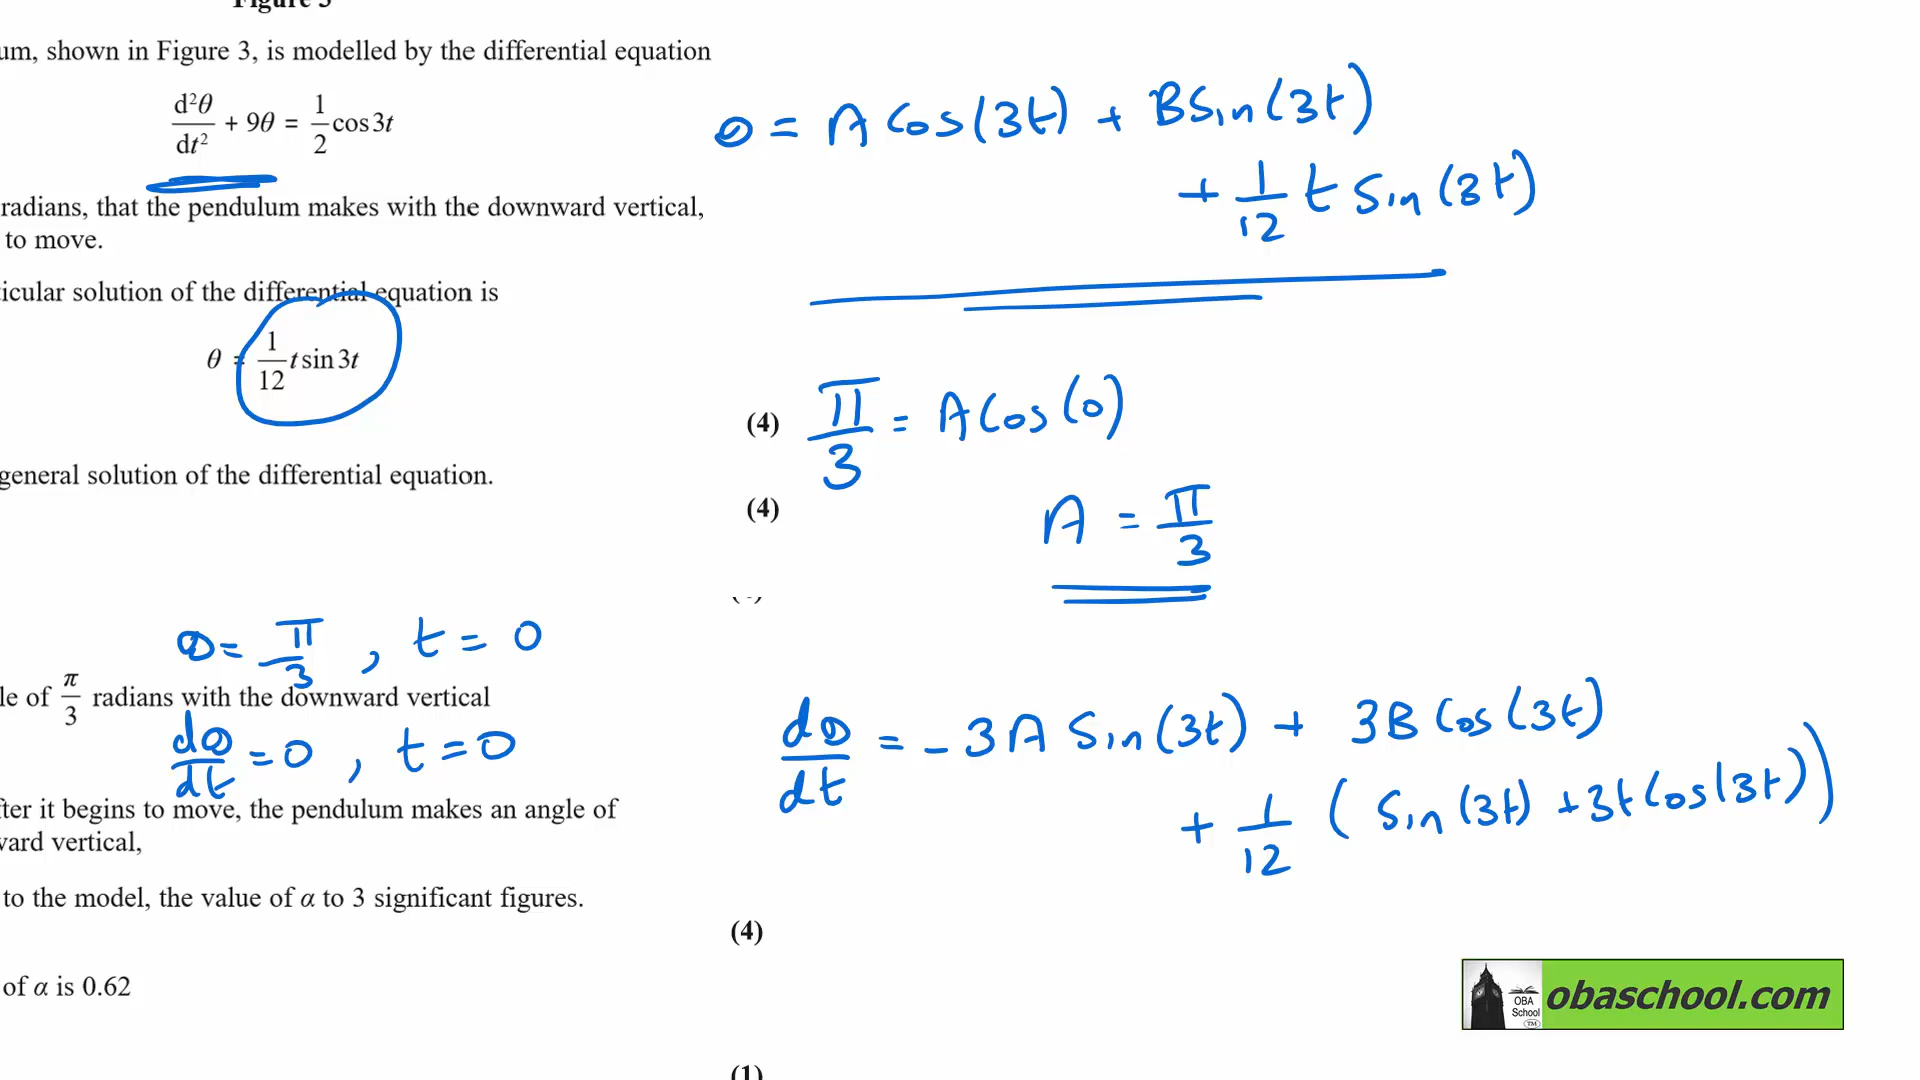 Figure 3
um, shown in Figure 3, is modelled by the differential equation
d²θ/dt² + 9θ = 1/2 cos3t
radians, that the pendulum makes with the downward vertical,
to move.
ticular solution of the differential equation is
θ = 1/12 t sin 3t
(4)
general solution of the differential equation.
(4)
θ = π/3 , t = 0
le of π/3 radians with the downward vertical
dθ/dt = 0 , t = 0
fter it begins to move, the pendulum makes an angle of
ward vertical,
to the model, the value of α to 3 significant figures.
(4)
of α is 0.62
(1)
θ = A Cos(3t) + B Sin(3t)
+ 1/12 t Sin(3t)
π/3 = A Cos(0)
A = π/3
dθ/dt = -3A Sin(3t) + 3B Cos(3t)
+ 1/12 (Sin(3t) + 3t Cos(3t))
OBA
School
TM
obaschool.com